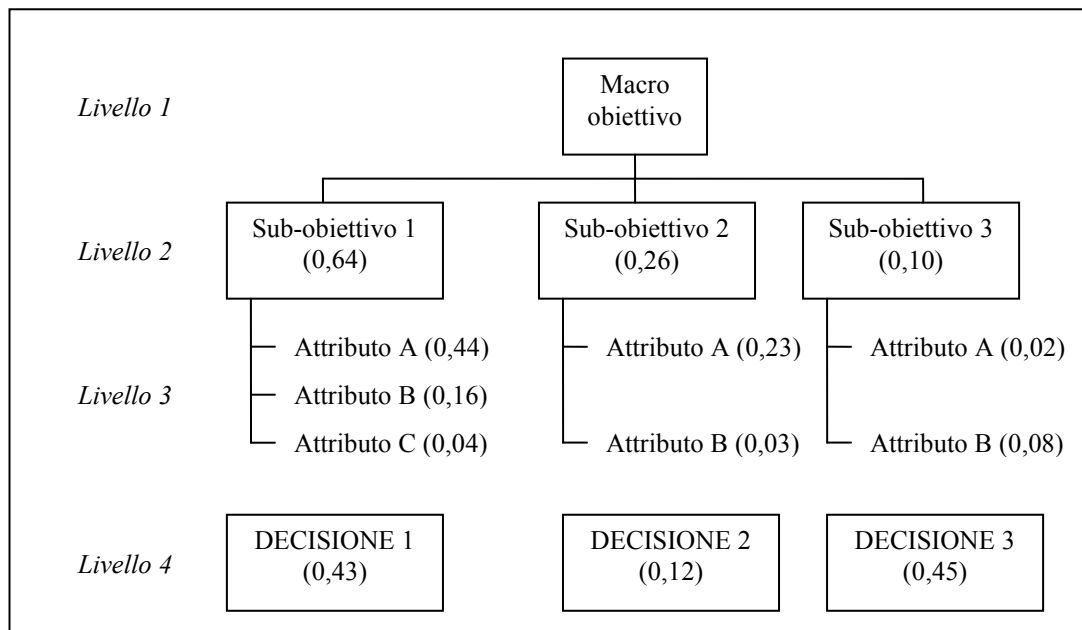 Livello 1
Macro
obiettivo
Livello 2
Sub-obiettivo 1
(0,64)
Sub-obiettivo 2
(0,26)
Sub-obiettivo 3
(0,10)
Livello 3
Attributo A (0,44)
Attributo B (0,16)
Attributo C (0,04)
Attributo A (0,23)
Attributo B (0,03)
Attributo A (0,02)
Attributo B (0,08)
Livello 4
DECISIONE 1
(0,43)
DECISIONE 2
(0,12)
DECISIONE 3
(0,45)